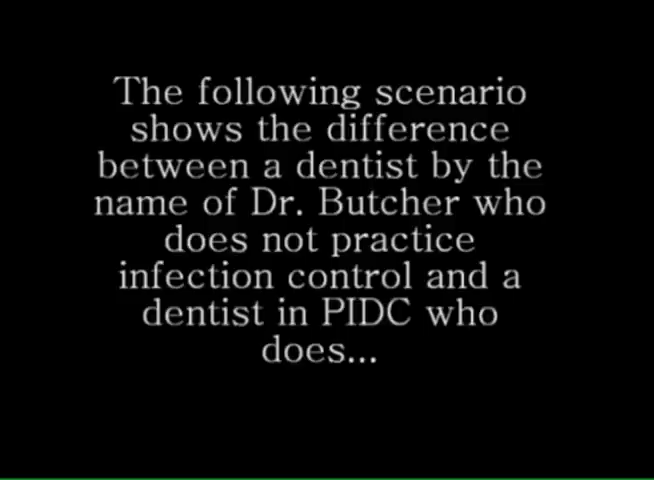 The following scenario
shows the difference
between a dentist by the
name of Dr. Butcher who
does not practice
infection control and a
dentist in PIDC who
does...